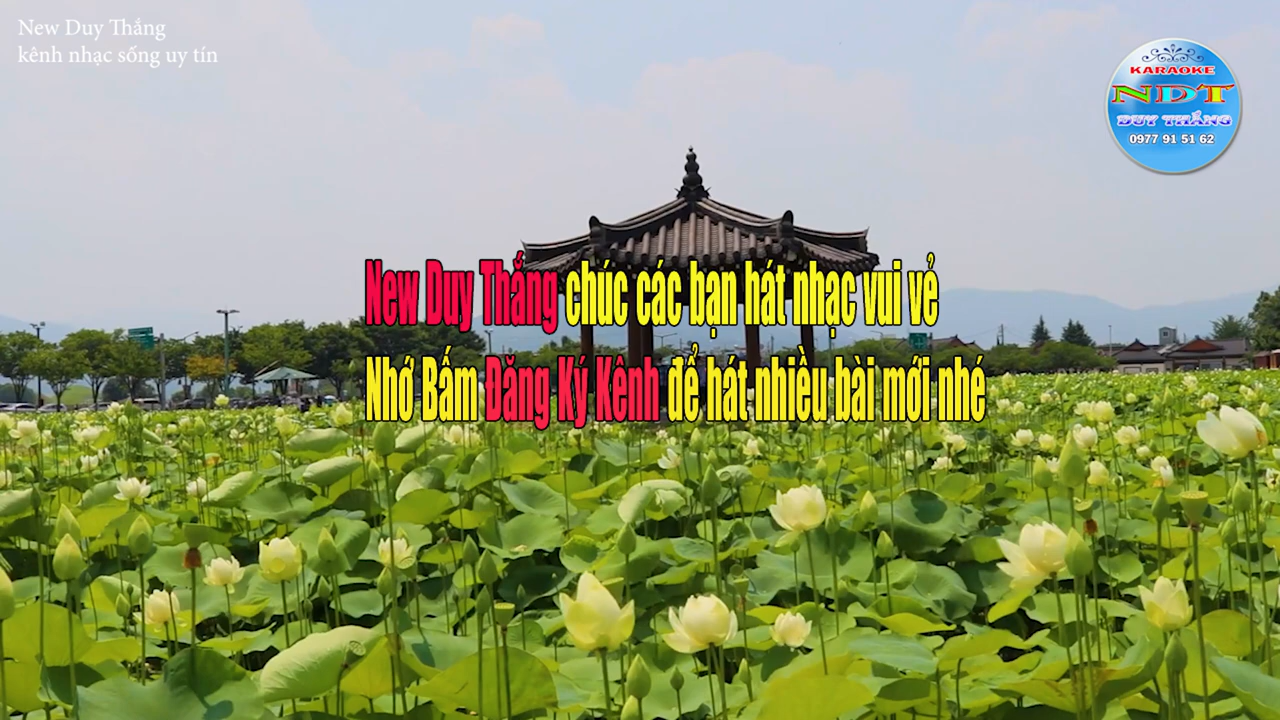 New Duy Thắng
kênh nhạc sống uy tín
KARAOKE
NDT
DUY THẮNG
0977 91 51 62
New Duy Thắng chúc các bạn hát nhạc vui vẻ
Nhớ Bấm Đăng Ký Kênh để hát nhiều bài mới nhé